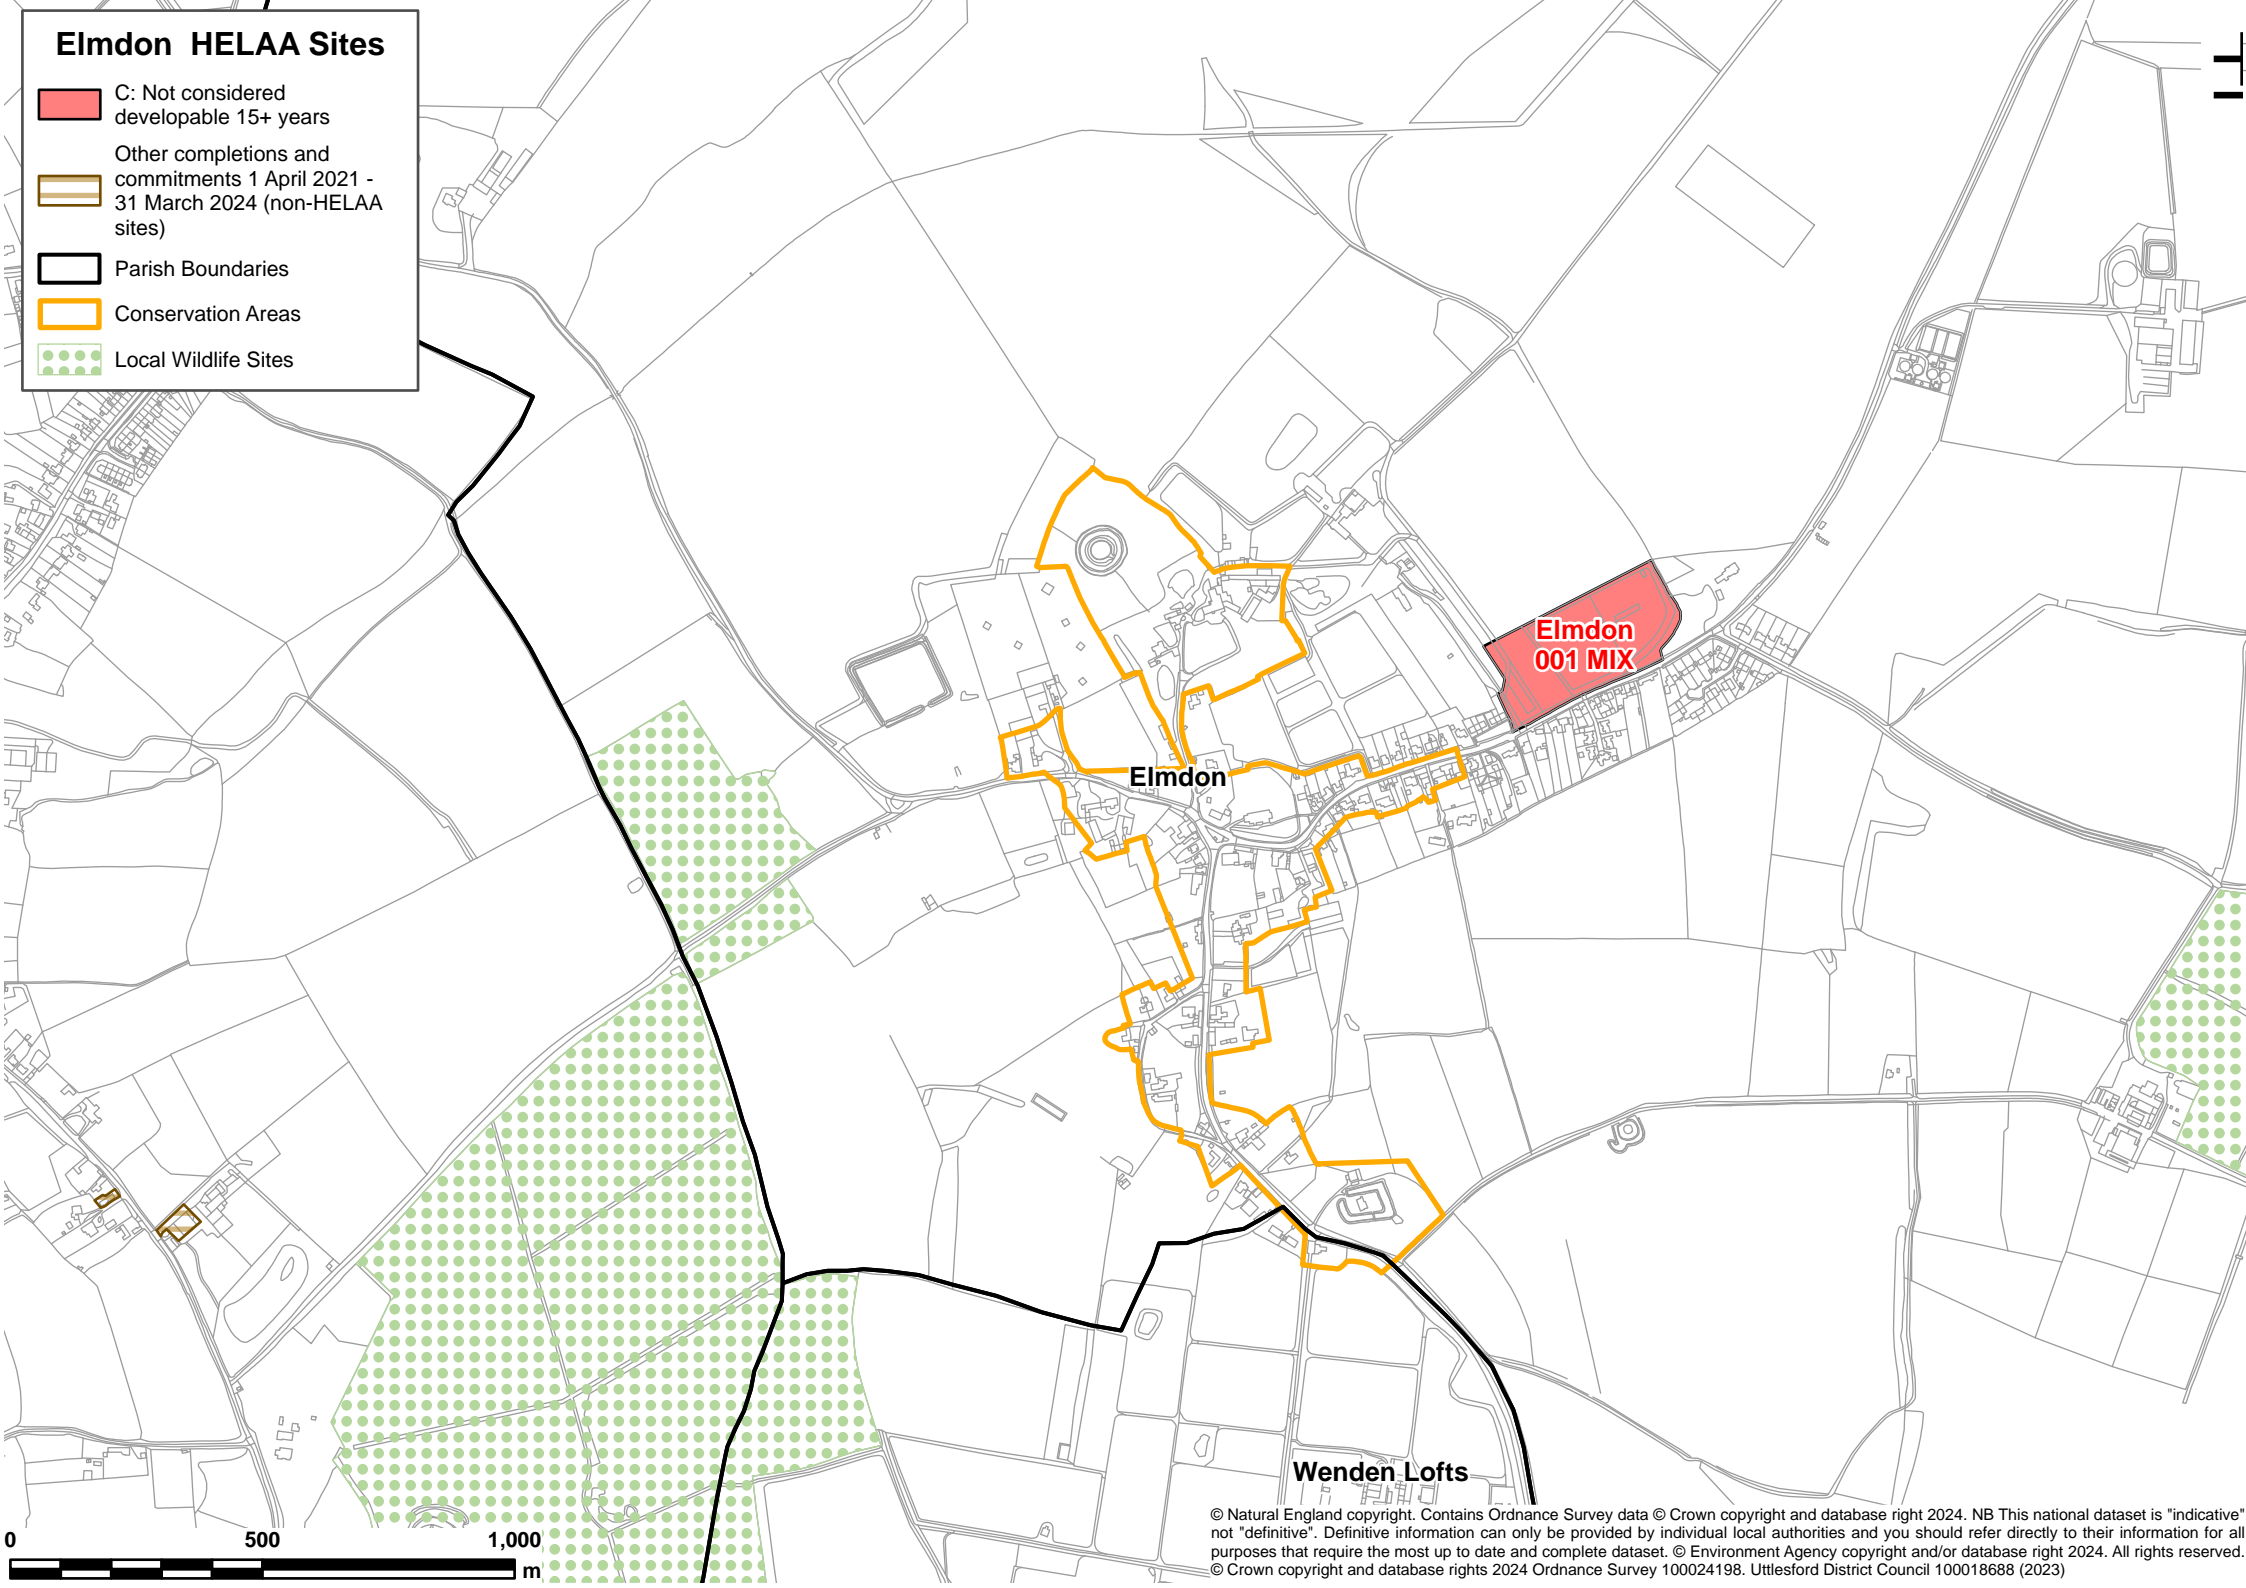 Elmdon HELAA Sites
C: Not considered
developable 15+ years
Other completions and
commitments 1 April 2021 -
31 March 2024 (non-HELAA
sites)
Parish Boundaries
Conservation Areas
Local Wildlife Sites
Elmdon
001 MIX
Elmdon
Wenden Lofts
0 500 1,000
m
© Natural England copyright. Contains Ordnance Survey data © Crown copyright and database right 2024. NB This national dataset is "indicative"
not "definitive". Definitive information can only be provided by individual local authorities and you should refer directly to their information for all
purposes that require the most up to date and complete dataset. © Environment Agency copyright and/or database right 2024. All rights reserved.
© Crown copyright and database rights 2024 Ordnance Survey 100024198. Uttlesford District Council 100018688 (2023)